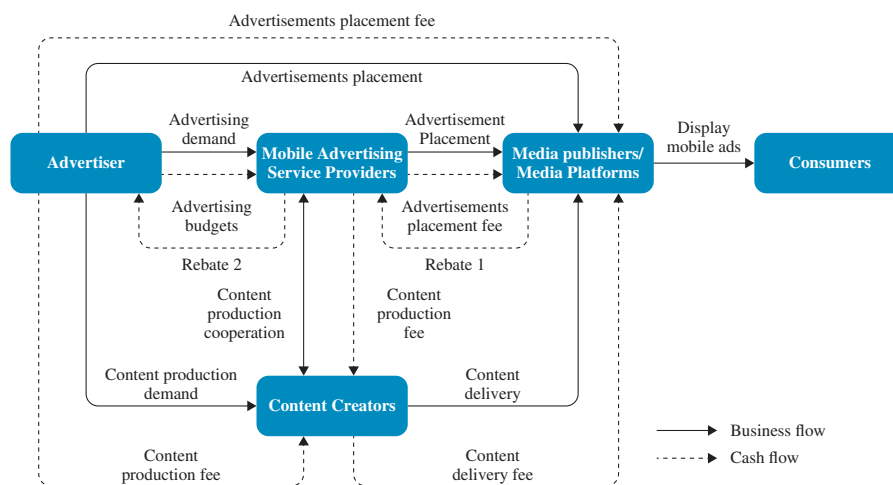 Advertisements placement fee
Advertisements placement
Advertising
demand
Advertisement
Placement
Display
mobile ads
Advertiser
Mobile Advertising
Service Providers
Media publishers/
Media Platforms
Consumers
Advertising
budgets
Advertisements
placement fee
Rebate 2
Rebate 1
Content
production
cooperation
Content
production
fee
Content production
demand
Content Creators
Content
delivery
Business flow
Cash flow
Content
production fee
Content
delivery fee